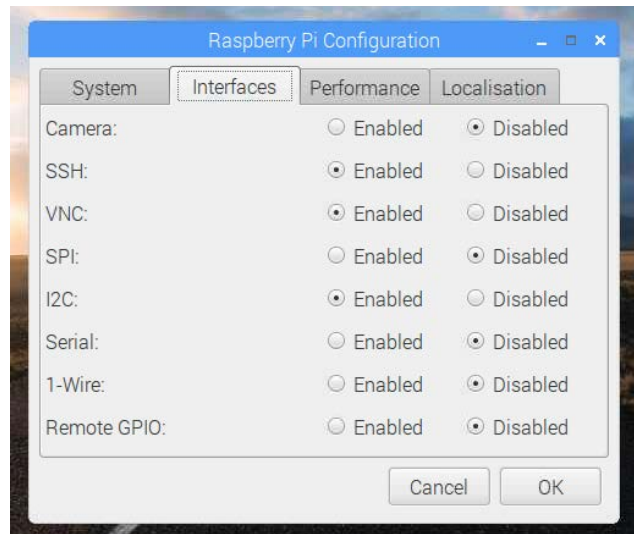 Raspberry Pi Configuration
System Interfaces Performance Localisation
Camera: Enabled Disabled
SSH: Enabled Disabled
VNC: Enabled Disabled
SPI: Enabled Disabled
I2C: Enabled Disabled
Serial: Enabled Disabled
1-Wire: Enabled Disabled
Remote GPIO: Enabled Disabled
Cancel OK